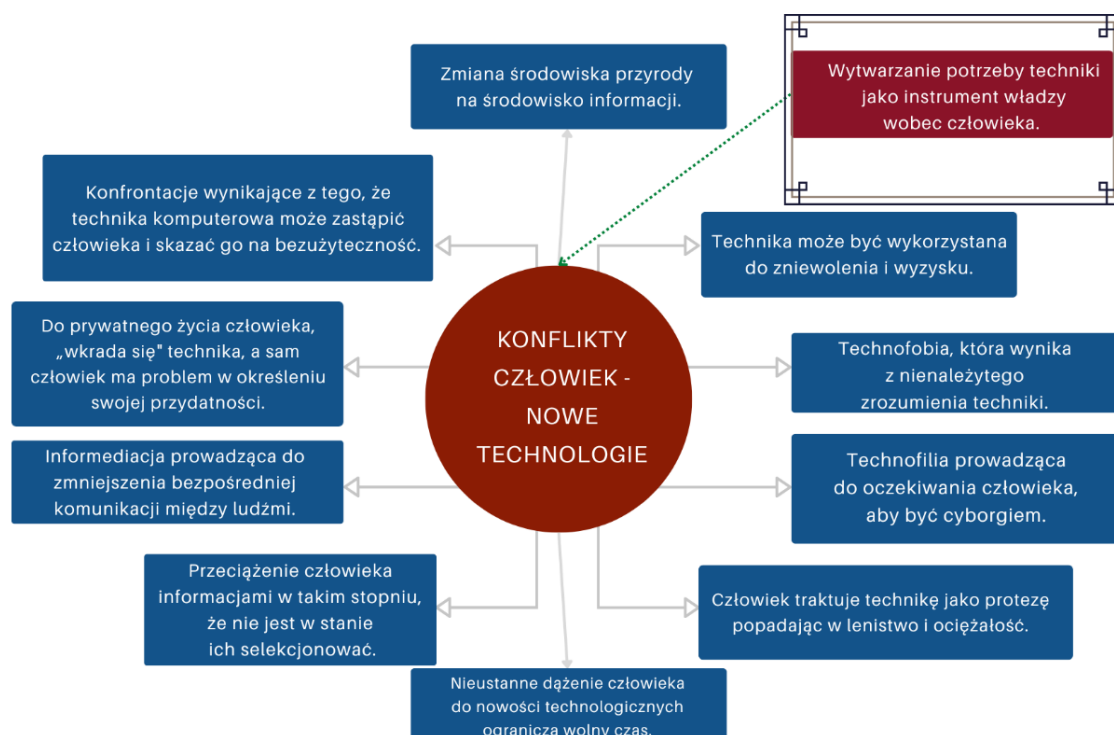 Zmiana środowiska przyrody
na środowisko informacji.
Wytwarzanie potrzeby techniki
jako instrument władzy
wobec człowieka.
Konfrontacje wynikające z tego, że
technika komputerowa może zastąpić
człowieka i skazać go na bezużyteczność.
Technika może być wykorzystana
do zniewolenia i wyzysku.
Do prywatnego życia człowieka,
„wkrada się" technika, a sam
człowiek ma problem w określeniu
swojej przydatności.
KONFLIKTY
CZŁOWIEK -
NOWE
TECHNOLOGIE
Technofobia, która wynika
z nienależytego
zrozumienia techniki.
Informediacja prowadząca do
zmniejszenia bezpośredniej
komunikacji między ludźmi.
Technofilia prowadząca
do oczekiwania człowieka,
aby być cyborgiem.
Przeciążenie człowieka
informacjami w takim stopniu,
że nie jest w stanie
ich selekcjonować.
Człowiek traktuje technikę jako protezę
popadając w lenistwo i ociężałość.
Nieustanne dążenie człowieka
do nowości technologicznych
ogranicza wolny czas.